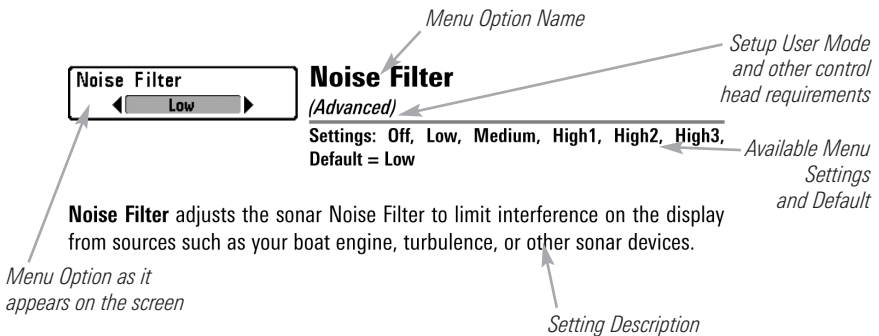 Menu Option Name
Setup User Mode
and other control
head requirements
Noise Filter
Low
Noise Filter
(Advanced)
Settings: Off, Low, Medium, High1, High2, High3,
Default = Low
Available Menu
Settings
and Default
Noise Filter adjusts the sonar Noise Filter to limit interference on the display
from sources such as your boat engine, turbulence, or other sonar devices.
Menu Option as it
appears on the screen
Setting Description